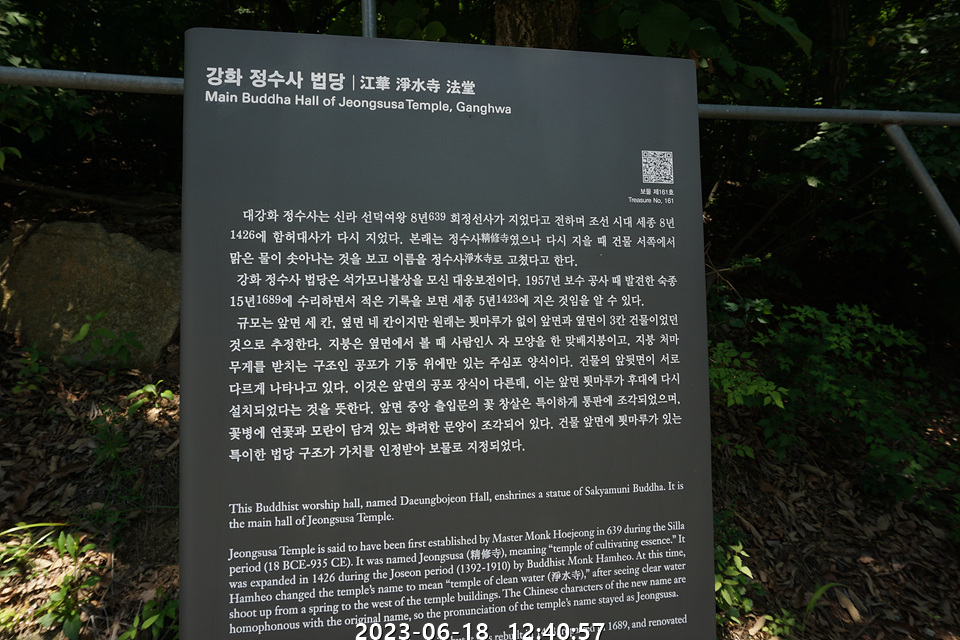 강화 정수사 법당 | 江華 淨水寺 法堂
Main Buddha Hall of Jeongsusa Temple, Ganghwa
보물 제161호
Treasure No. 161
대강화 정수사는 신라 선덕여왕 8년639 회정선사가 지었다고 전하며 조선 시대 세종 8년
1426에 함허대사가 다시 지었다. 본래는 정수사精修寺였으나 다시 지을 때 건물 서쪽에서
맑은 물이 솟아나는 것을 보고 이름을 정수사淨水寺로 고쳤다고 한다.
강화 정수사 법당은 석가모니불상을 모신 대웅보전이다. 1957년 보수 공사 때 발견한 숙종
15년1689에 수리하면서 적은 기록을 보면 세종 5년1423에 지은 것임을 알 수 있다.
규모는 앞면 세 칸, 옆면 네 칸이지만 원래는 툇마루가 없이 앞면과 옆면이 3칸 건물이었던
것으로 추정한다. 지붕은 옆면에서 볼 때 사람인人 자 모양을 한 맞배지붕이고, 지붕 처마
무게를 받치는 구조인 공포가 기둥 위에만 있는 주심포 양식이다. 건물의 앞뒷면이 서로
다르게 나타나고 있다. 이것은 앞면의 공포 장식이 다른데, 이는 앞면 툇마루가 후대에 다시
설치되었다는 것을 뜻한다. 앞면 중앙 출입문의 꽃 창살은 특이하게 통판에 조각되었으며,
꽃병에 연꽃과 모란이 담겨 있는 화려한 문양이 조각되어 있다. 건물 앞면에 툇마루가 있는
특이한 법당 구조가 가치를 인정받아 보물로 지정되었다.
This Buddhist worship hall, named Daeungbojeon Hall, enshrines a statue of Sakyamuni Buddha. It is
the main hall of Jeongsusa Temple.
Jeongsusa Temple is said to have been first established by Master Monk Hoejeong in 639 during the Silla
period (18 BCE-935 CE). It was named Jeongsusa (精修寺), meaning “temple of cultivating essence.” It
was expanded in 1426 during the Joseon period (1392-1910) by Buddhist Monk Hamheo. At this time,
Hamheo changed the temple's name to mean “temple of clean water (淨水寺),” after seeing clear water
shoot up from a spring to the west of the temple buildings. The Chinese characters of the new name are
homophonous with the original name, so the pronunciation of the temple's name stayed as Jeongsusa.
1689, and renovated
2023-06-18 12:40:57